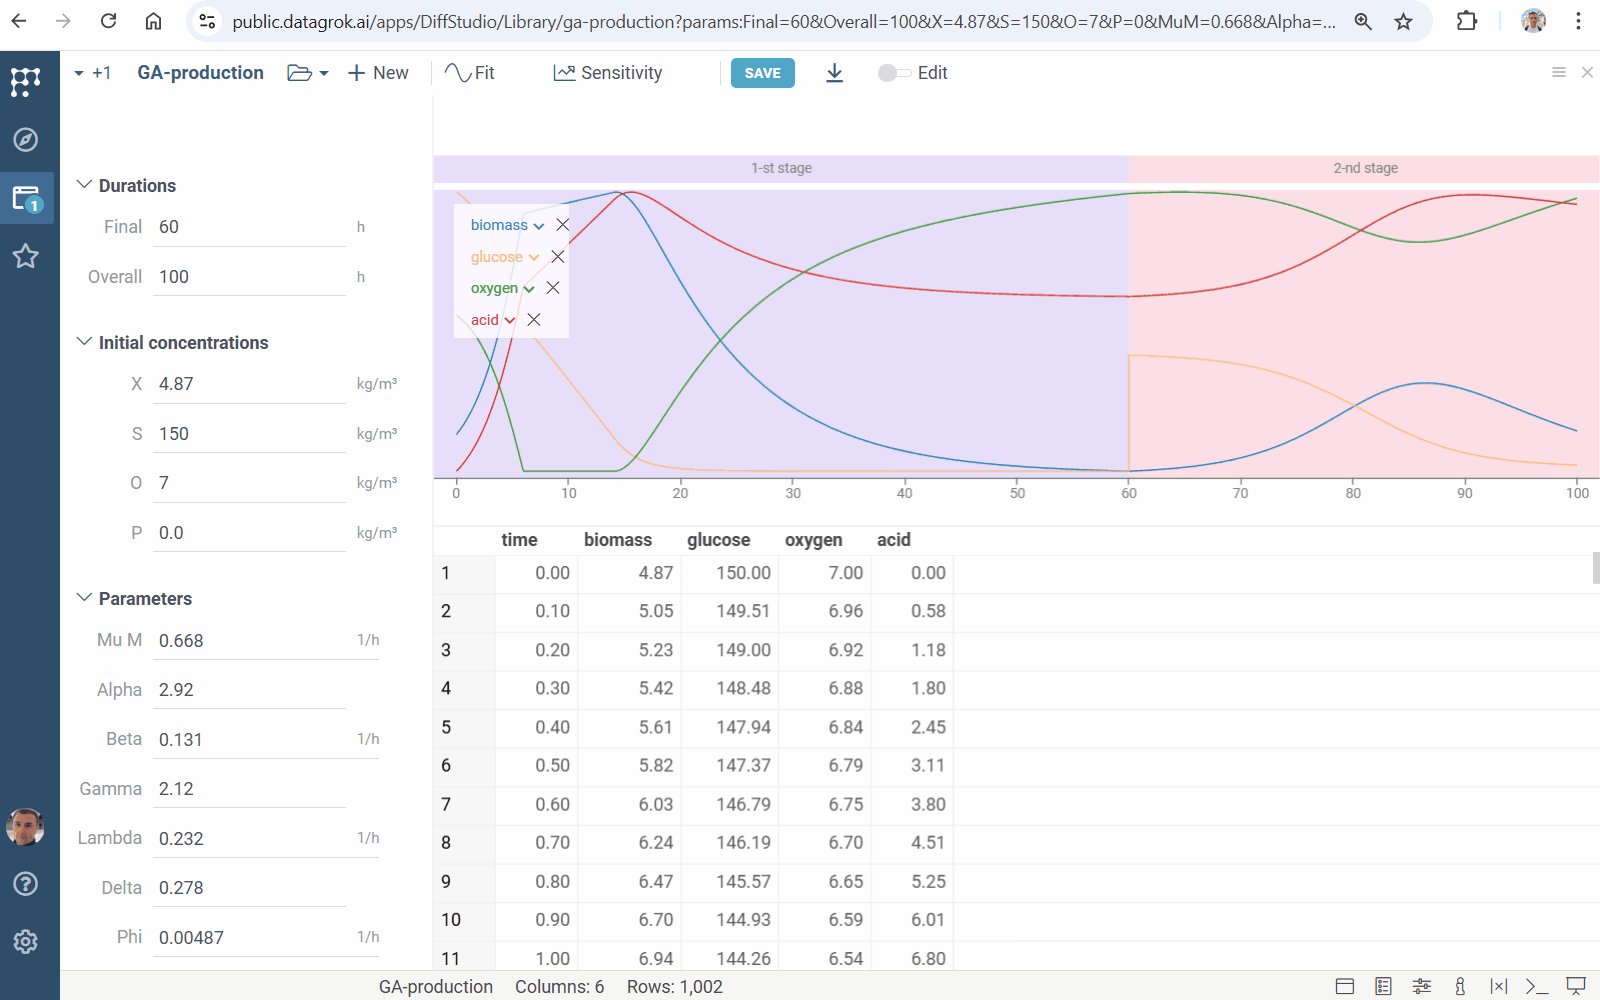 public.datagrok.ai/apps/DiffStudio/Library/ga-production?params:Final=60&Overall=100&X=4.87&S=150&O=7&P=0&MuM=0.668&Alpha=...
+1 GA-production New Fit Sensitivity SAVE Edit
1
Durations
Final 60 h
Overall 100 h
Initial concentrations
X 4.87 kg/m³
S 150 kg/m³
O 7 kg/m³
P 0.0 kg/m³
Parameters
Mu M 0.668 1/h
Alpha 2.92
Beta 0.131 1/h
Gamma 2.12
Lambda 0.232 1/h
Delta 0.278
Phi 0.00487 1/h
1-st stage 2-nd stage
biomass
glucose
oxygen
acid
0 10 20 30 40 50 60 70 80 90 100
time biomass glucose oxygen acid
1 0.00 4.87 150.00 7.00 0.00
2 0.10 5.05 149.51 6.96 0.58
3 0.20 5.23 149.00 6.92 1.18
4 0.30 5.42 148.48 6.88 1.80
5 0.40 5.61 147.94 6.84 2.45
6 0.50 5.82 147.37 6.79 3.11
7 0.60 6.03 146.79 6.75 3.80
8 0.70 6.24 146.19 6.70 4.51
9 0.80 6.47 145.57 6.65 5.25
10 0.90 6.70 144.93 6.59 6.01
11 1.00 6.94 144.26 6.54 6.80
GA-production Columns: 6 Rows: 1,002